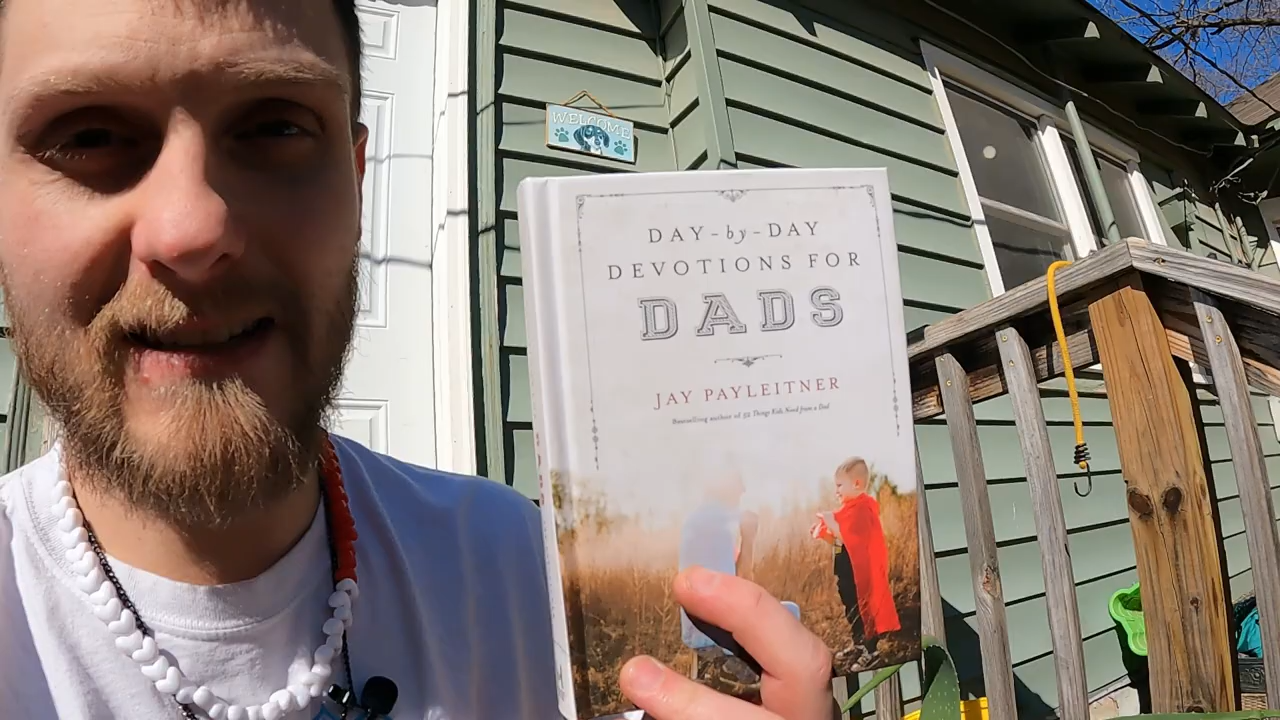 WELCOME
DAY-by-DAY
DEVOTIONS FOR
DADS
JAY PAYLEITNER
Bestselling author of 52 Things Kids Need from a Dad